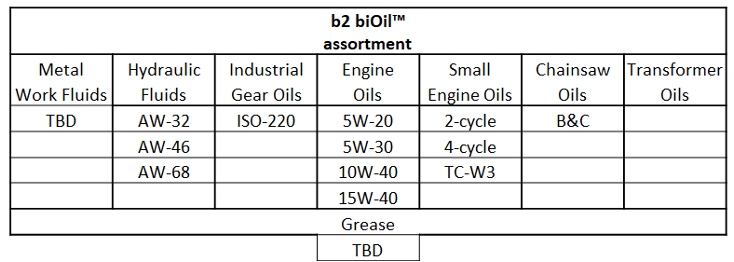 b2 biOil™
assortment
Metal Work Fluids
Hydraulic Fluids
Industrial Gear Oils
Engine Oils
Small Engine Oils
Chainsaw Oils
Transformer Oils
TBD AW-32 ISO-220 5W-20 2-cycle B&C
AW-46 5W-30 4-cycle
AW-68 10W-40 TC-W3
15W-40
Grease
TBD